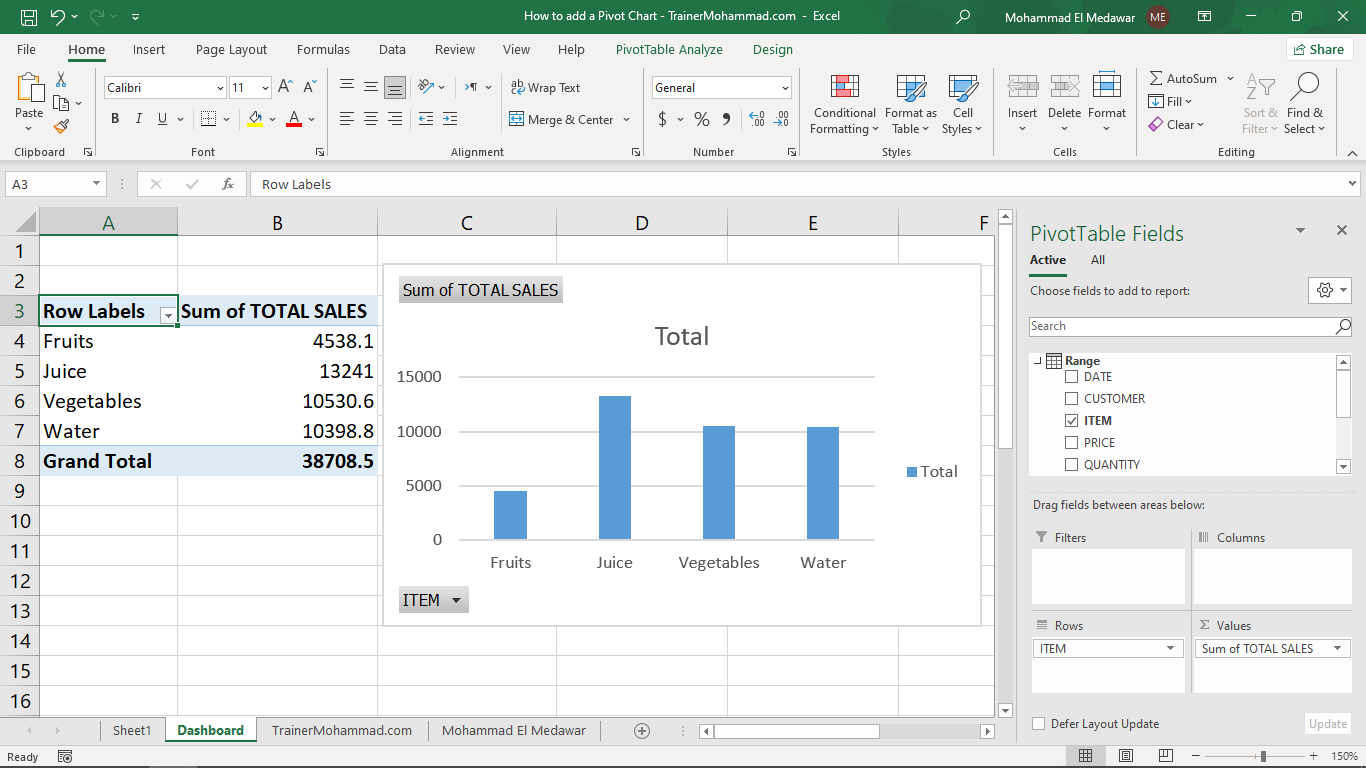 How to add a Pivot Chart - TrainerMohammad.com - Excel
Mohammad El Medawar ME
File Home Insert Page Layout Formulas Data Review View Help PivotTable Analyze Design Share
Paste
Clipboard
Calibri 11 A A
B I U A
Font
ab Wrap Text
Merge & Center
Alignment
General
$ % 9 .00 .00
Number
Conditional Formatting
Format as Table
Cell Styles
Styles
Insert Delete Format
Cells
AutoSum
Fill
Clear
Sort & Filter
Find & Select
Editing
A3 fx Row Labels
A B C D E F
1
2
3 Row Labels Sum of TOTAL SALES
4 Fruits 4538.1
5 Juice 13241
6 Vegetables 10530.6
7 Water 10398.8
8 Grand Total 38708.5
9
10
11
12
13
14
15
16
Sum of TOTAL SALES
Total
15000
10000
5000
0
Fruits Juice Vegetables Water
Total
ITEM
PivotTable Fields
Active All
Choose fields to add to report:
Search
Range
DATE
CUSTOMER
ITEM
PRICE
QUANTITY
Drag fields between areas below:
Filters Columns
Rows Σ Values
ITEM Sum of TOTAL SALES
Defer Layout Update Update
Sheet1 Dashboard TrainerMohammad.com Mohammad El Medawar
Ready 150%